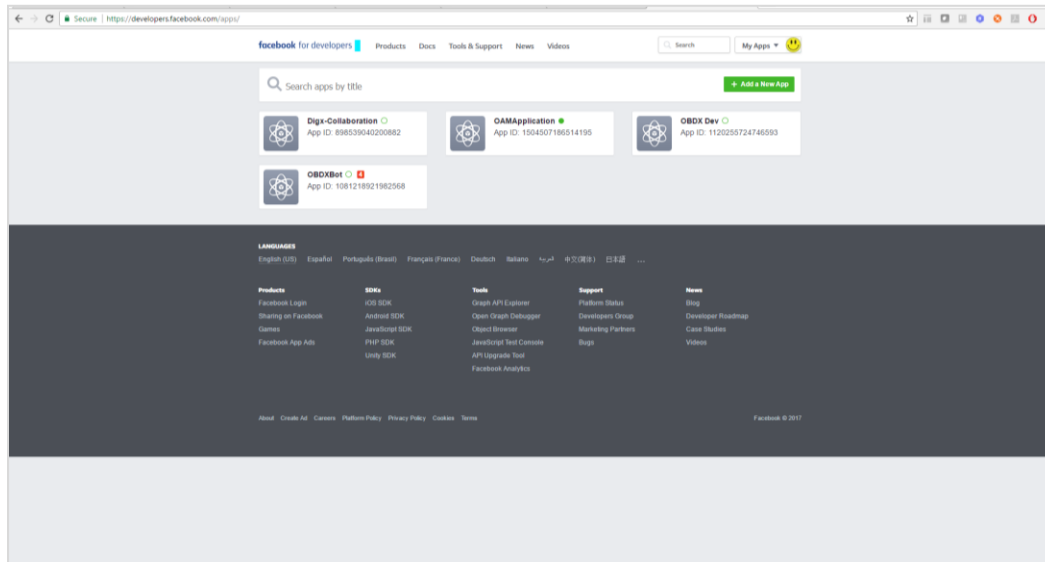 Secure | https://developers.facebook.com/apps/
facebook for developers Products Docs Tools & Support News Videos Search My Apps
Search apps by title + Add a New App
Digx-Collaboration OAMApplication OBDX Dev
App ID: 898539040200882 App ID: 1504507186514195 App ID: 1120255724746593
OBDXBot 4
App ID: 1081218921982568
LANGUAGES
English (US) Español Português (Brasil) Français (France) Deutsch Italiano العربية 中文(简体) 日本語 ...
Products SDKs Tools Support News
Facebook Login iOS SDK Graph API Explorer Platform Status Blog
Sharing on Facebook Android SDK Open Graph Debugger Developers Group Developer Roadmap
Games JavaScript SDK Object Browser Marketing Partners Case Studies
Facebook App Ads PHP SDK JavaScript Test Console Bugs Videos
Unity SDK API Upgrade Tool
Facebook Analytics
About Create Ad Careers Platform Policy Privacy Policy Cookies Terms Facebook © 2017